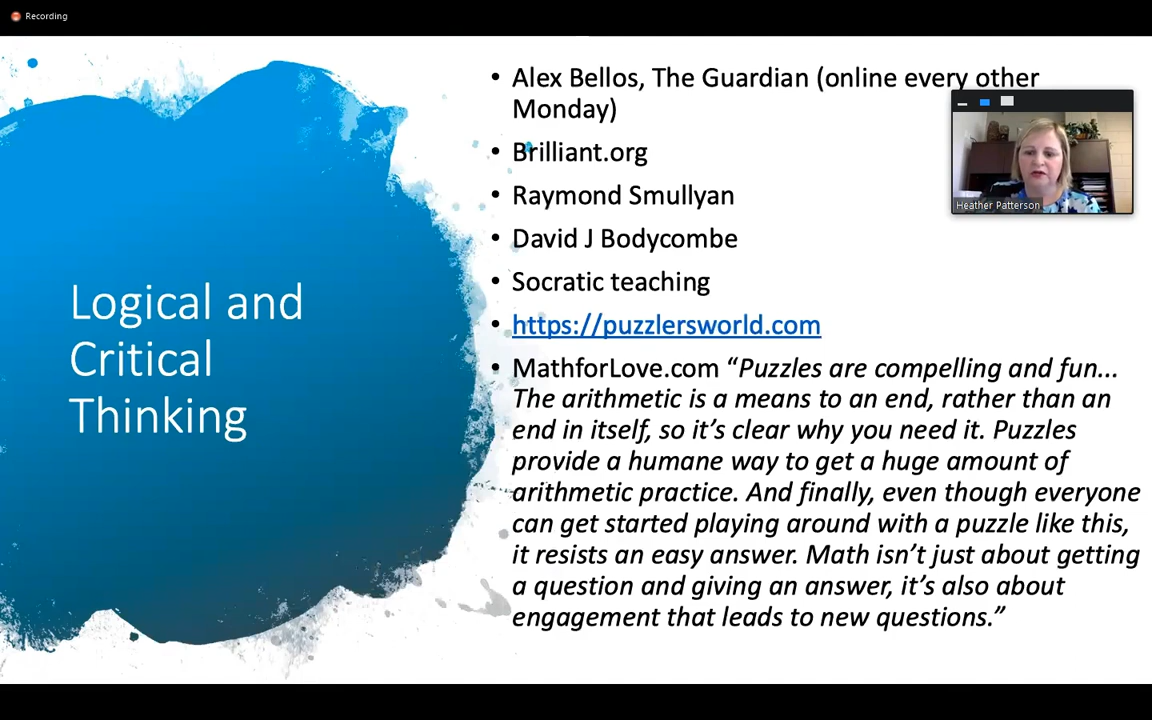 Recording
Logical and
Critical
Thinking
• Alex Bellos, The Guardian (online every other
Monday)
• Brilliant.org
• Raymond Smullyan
• David J Bodycombe
• Socratic teaching
• https://puzzlersworld.com
• MathforLove.com “Puzzles are compelling and fun...
The arithmetic is a means to an end, rather than an
end in itself, so it’s clear why you need it. Puzzles
provide a humane way to get a huge amount of
arithmetic practice. And finally, even though everyone
can get started playing around with a puzzle like this,
it resists an easy answer. Math isn’t just about getting
a question and giving an answer, it’s also about
engagement that leads to new questions.”
Heather Patterson